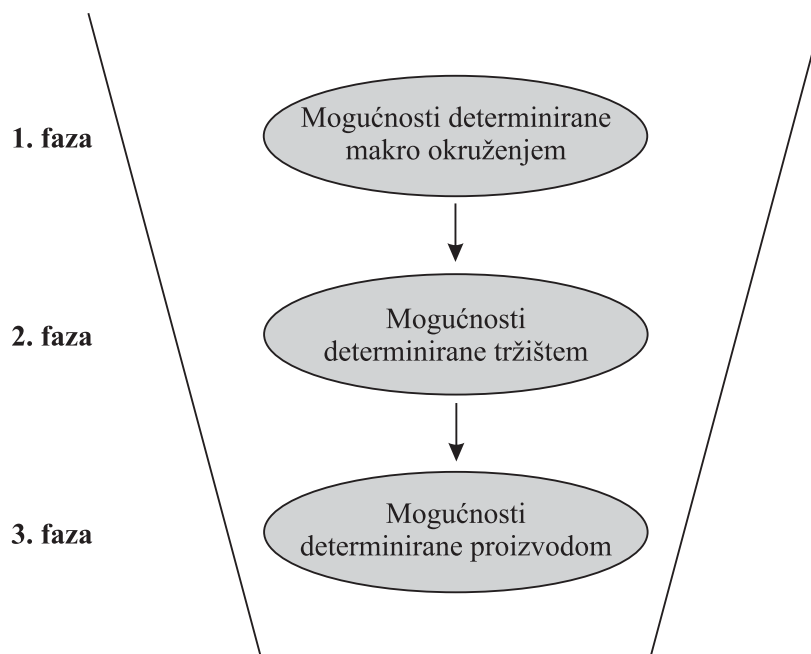 1. faza
Mogućnosti determinirane
makro okruženjem
2. faza
Mogućnosti
determinirane tržištem
3. faza
Mogućnosti
determinirane proizvodom